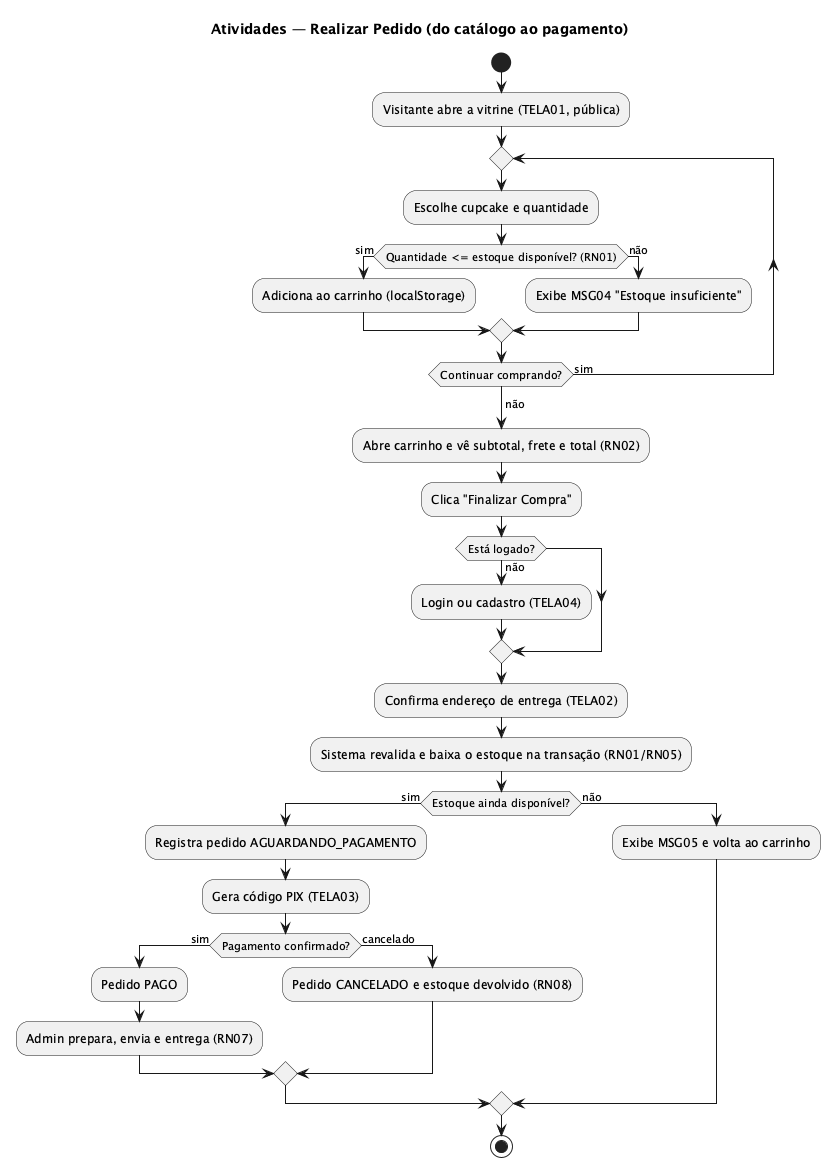 Atividades — Realizar Pedido (do catálogo ao pagamento)
Visitante abre a vitrine (TELA01, pública)
Escolhe cupcake e quantidade
sim
Quantidade <= estoque disponível? (RN01)
não
Adiciona ao carrinho (localStorage)
Exibe MSG04 "Estoque insuficiente"
Continuar comprando?
sim
não
Abre carrinho e vê subtotal, frete e total (RN02)
Clica "Finalizar Compra"
Está logado?
não
Login ou cadastro (TELA04)
Confirma endereço de entrega (TELA02)
Sistema revalida e baixa o estoque na transação (RN01/RN05)
sim
Estoque ainda disponível?
não
Registra pedido AGUARDANDO_PAGAMENTO
Exibe MSG05 e volta ao carrinho
Gera código PIX (TELA03)
sim
Pagamento confirmado?
cancelado
Pedido PAGO
Pedido CANCELADO e estoque devolvido (RN08)
Admin prepara, envia e entrega (RN07)